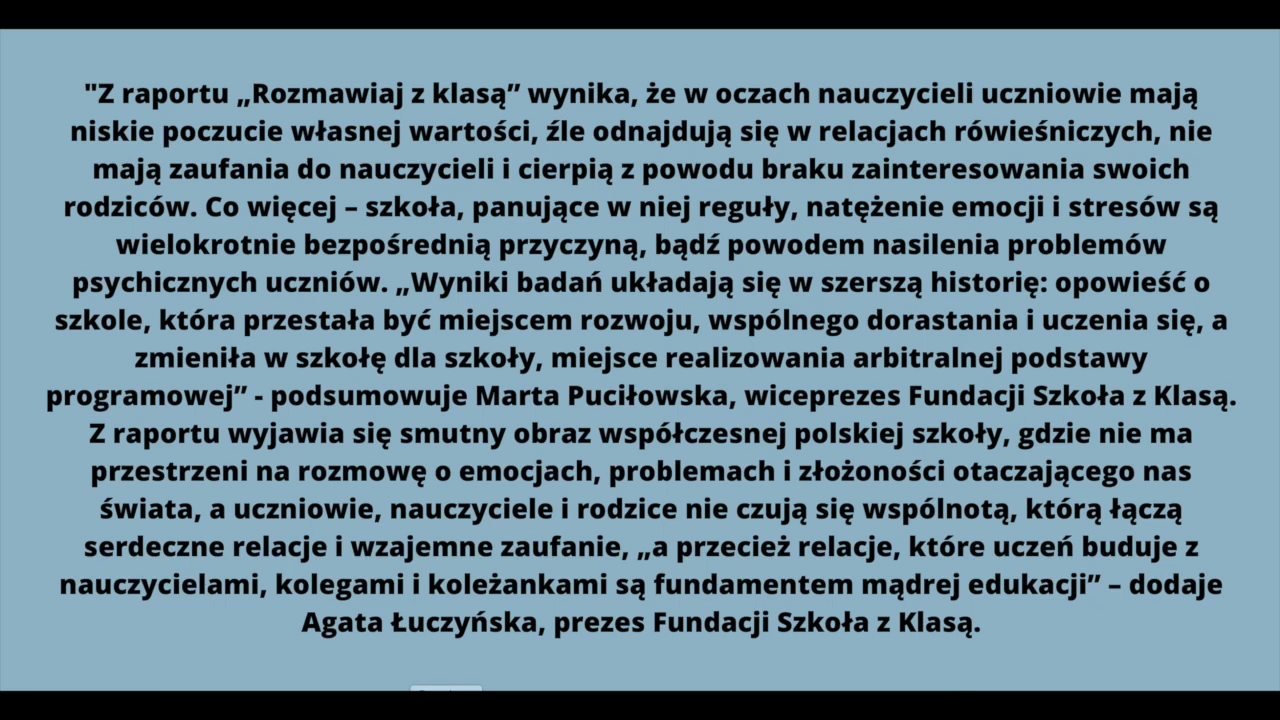 "Z raportu „Rozmawiaj z klasą” wynika, że w oczach nauczycieli uczniowie mają
niskie poczucie własnej wartości, źle odnajdują się w relacjach rówieśniczych, nie
mają zaufania do nauczycieli i cierpią z powodu braku zainteresowania swoich
rodziców. Co więcej – szkoła, panujące w niej reguły, natężenie emocji i stresów są
wielokrotnie bezpośrednią przyczyną, bądź powodem nasilenia problemów
psychicznych uczniów. „Wyniki badań układają się w szerszą historię: opowieść o
szkole, która przestała być miejscem rozwoju, wspólnego dorastania i uczenia się, a
zmieniła w szkołę dla szkoły, miejsce realizowania arbitralnej podstawy
programowej” - podsumowuje Marta Puciłowska, wiceprezes Fundacji Szkoła z Klasą.
Z raportu wyjawia się smutny obraz współczesnej polskiej szkoły, gdzie nie ma
przestrzeni na rozmowę o emocjach, problemach i złożoności otaczającego nas
świata, a uczniowie, nauczyciele i rodzice nie czują się wspólnotą, którą łączą
serdeczne relacje i wzajemne zaufanie, „a przecież relacje, które uczeń buduje z
nauczycielami, kolegami i koleżankami są fundamentem mądrej edukacji” – dodaje
Agata Łuczyńska, prezes Fundacji Szkoła z Klasą.